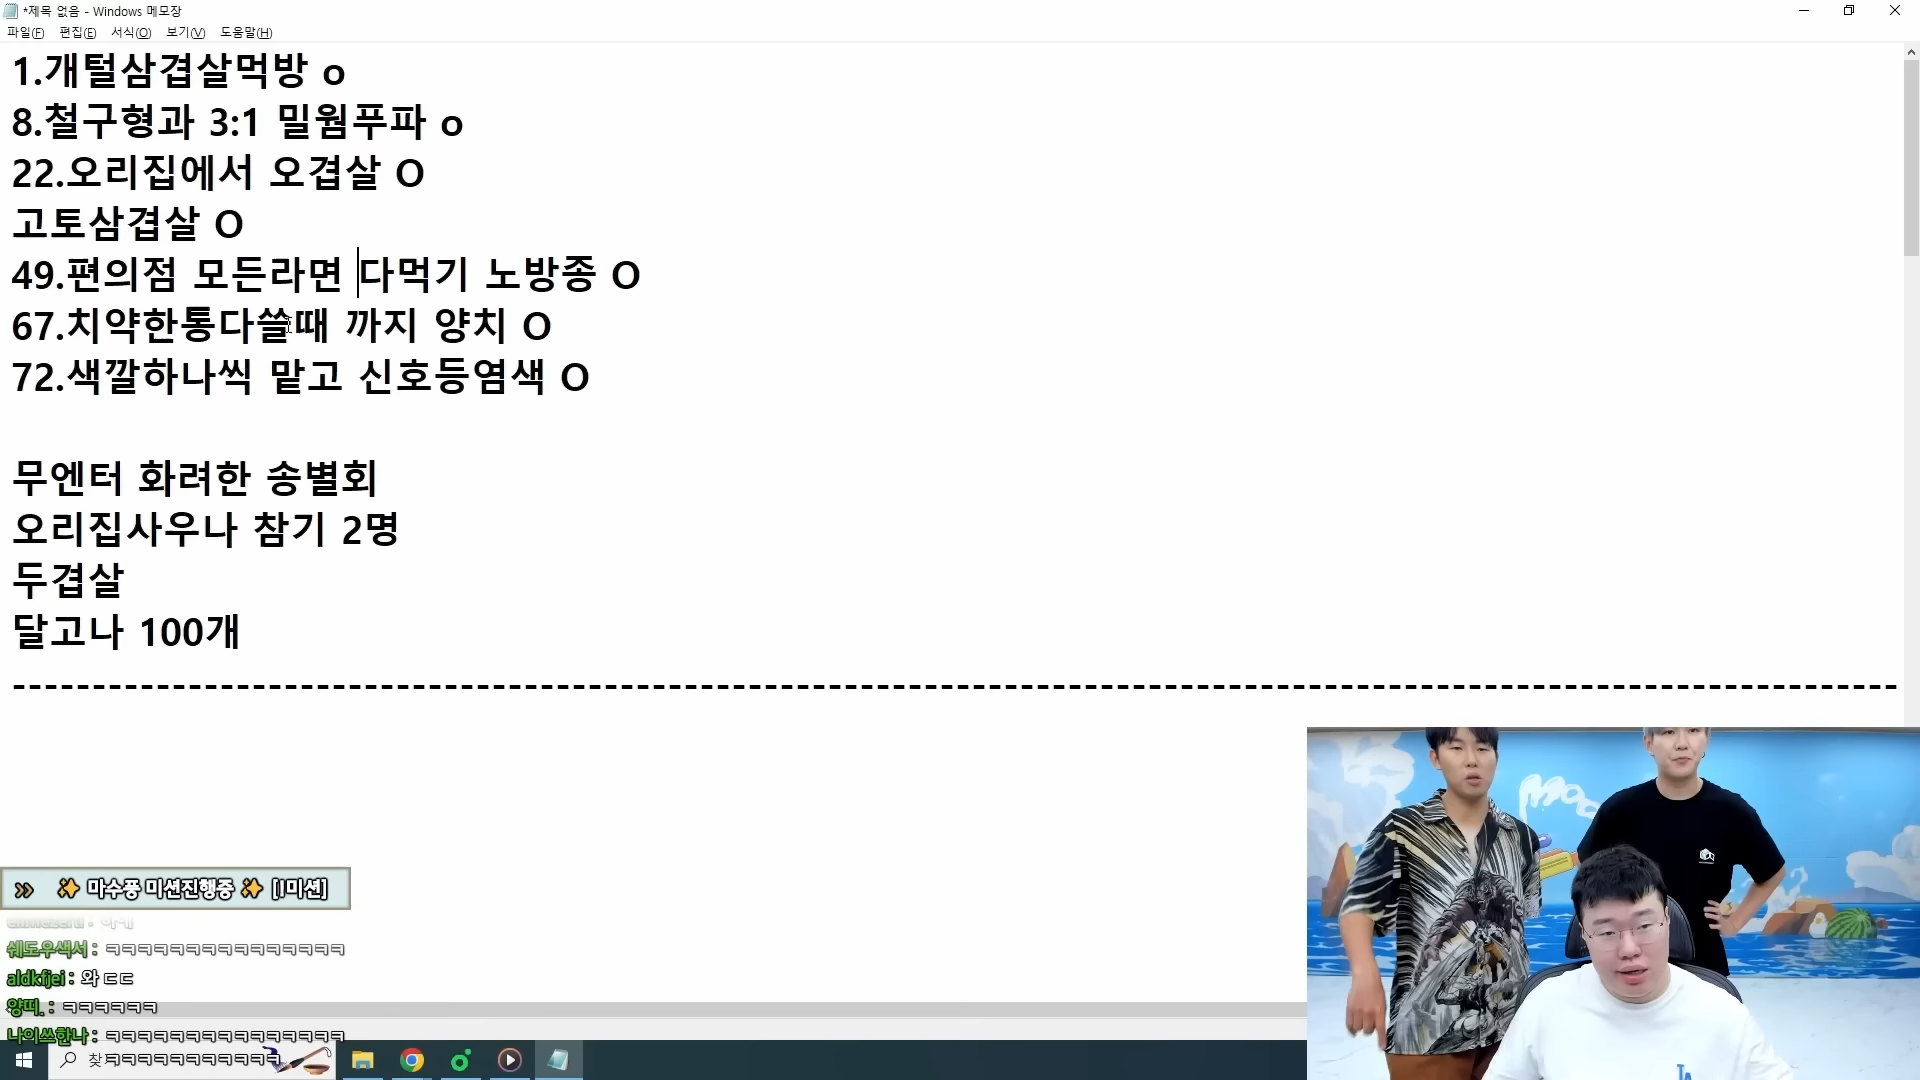 *제목 없음 - Windows 메모장
파일(F) 편집(E) 서식(O) 보기(V) 도움말(H)
1.개털삼겹살먹방 o
8.철구형과 3:1 밀웜푸파 o
22.오리집에서 오겹살 O
고토삼겹살 O
49.편의점 모든라면 다먹기 노방종 O
67.치약한통다쓸때 까지 양치 O
72.색깔하나씩 맡고 신호등염색 O
무엔터 화려한 송별회
오리집사우나 참기 2명
두겹살
달고나 100개
--------------------------------------------------------------------------------------------------------------
마수퐁 미션진행중 [!미션]
쉐도우색서 : ㅋㅋㅋㅋㅋㅋㅋㅋㅋㅋㅋㅋㅋㅋㅋ
aldkfjei : 와 ㄷㄷ
양띠. : ㅋㅋㅋㅋㅋㅋ
나이쓰한나 : ㅋㅋㅋㅋㅋㅋㅋㅋㅋㅋㅋㅋㅋㅋㅋ
ㅋㅋㅋㅋㅋㅋㅋㅋㅋㅋㅋ